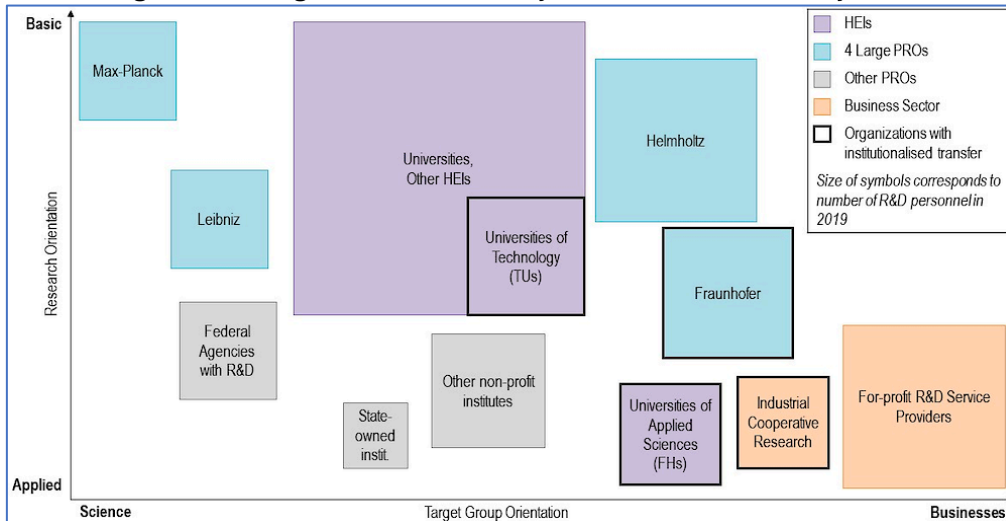 Basic
Max-Planck
Universities,
Other HEIs
Helmholtz
HEIs
4 Large PROs
Other PROs
Business Sector
Organizations with
institutionalised transfer
Size of symbols corresponds to
number of R&D personnel in
2019
Research Orientation
Leibniz
Universities of
Technology
(TUs)
Fraunhofer
Federal
Agencies
with R&D
Other non-profit
institutes
State-
owned
instit.
Universities of
Applied
Sciences
(FHs)
Industrial
Cooperative
Research
For-profit R&D Service
Providers
Applied
Science
Target Group Orientation
Businesses